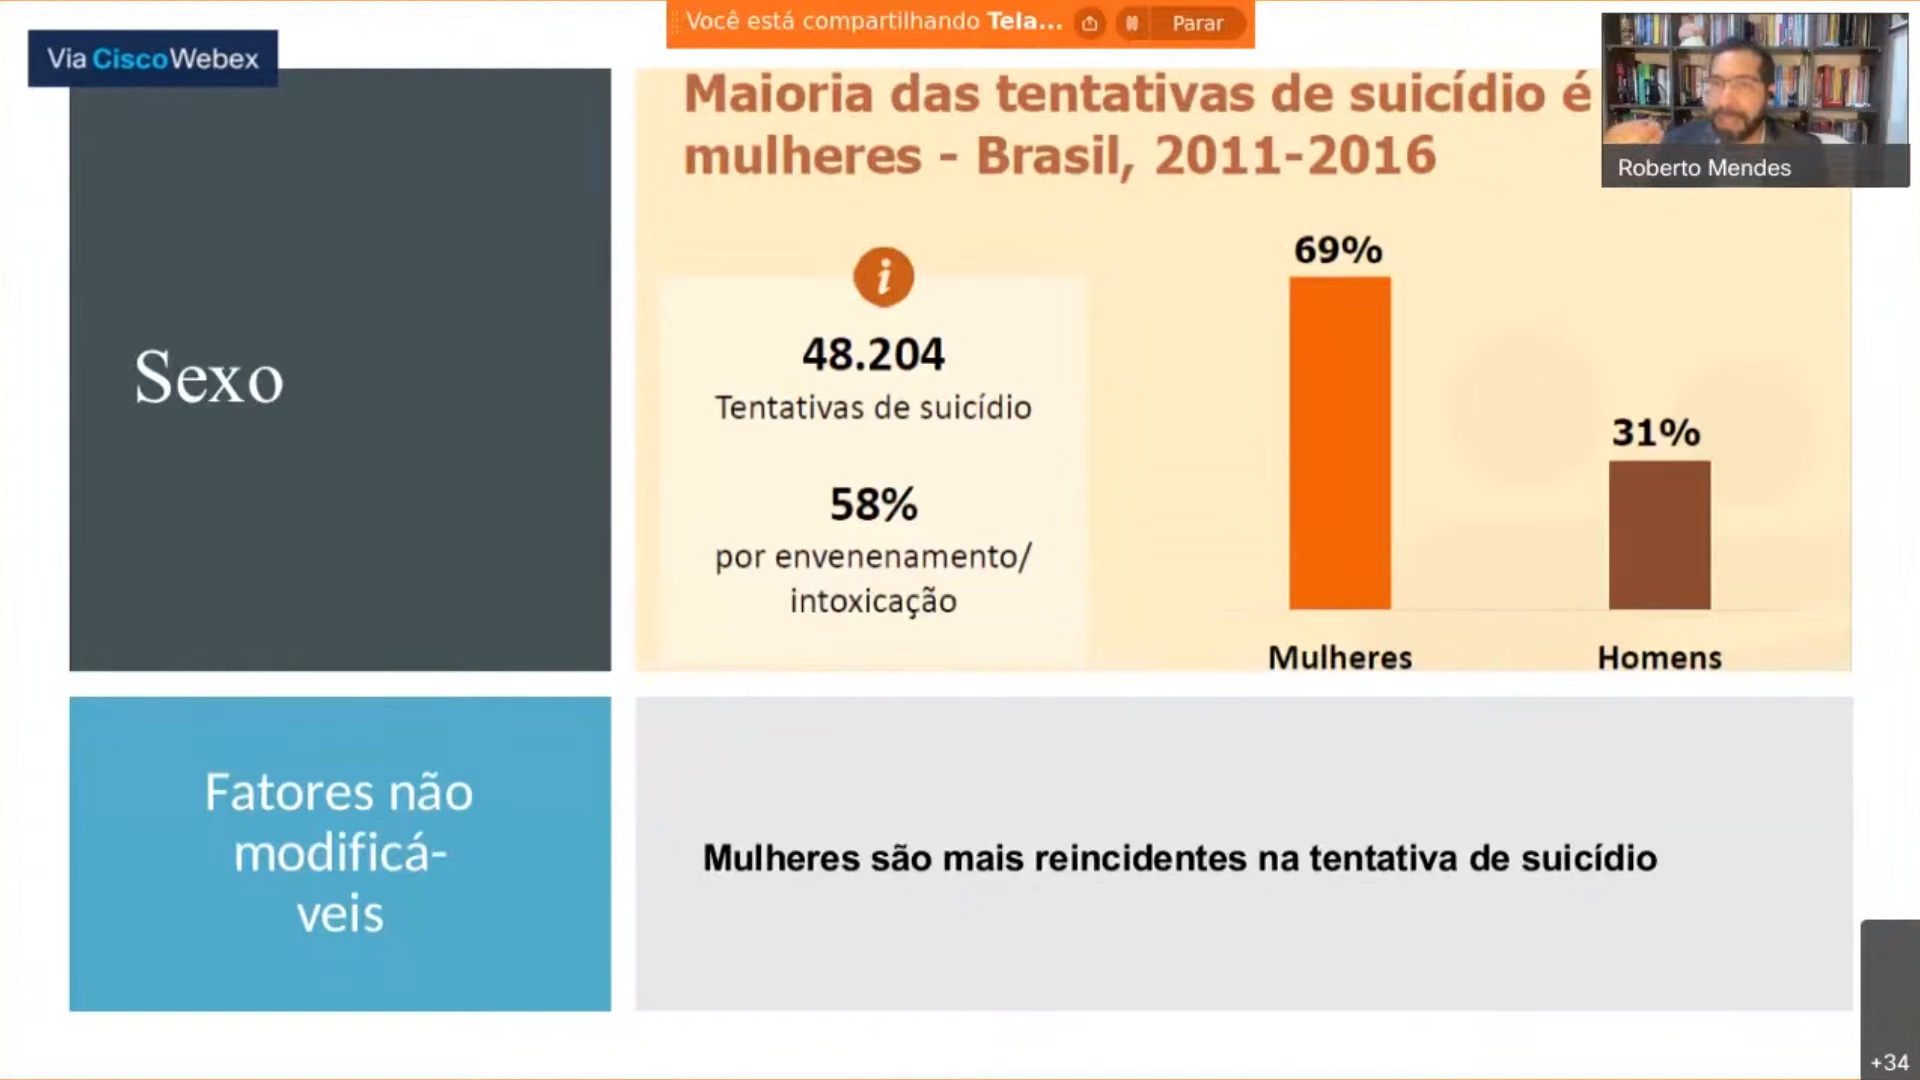 Você está compartilhando Tela... Parar
Via CiscoWebex
Roberto Mendes
Sexo
Maioria das tentativas de suicídio é
mulheres - Brasil, 2011-2016
i
48.204
Tentativas de suicídio
58%
por envenenamento/
intoxicação
69%
31%
Mulheres
Homens
Fatores não
modificá-
veis
Mulheres são mais reincidentes na tentativa de suicídio
+34